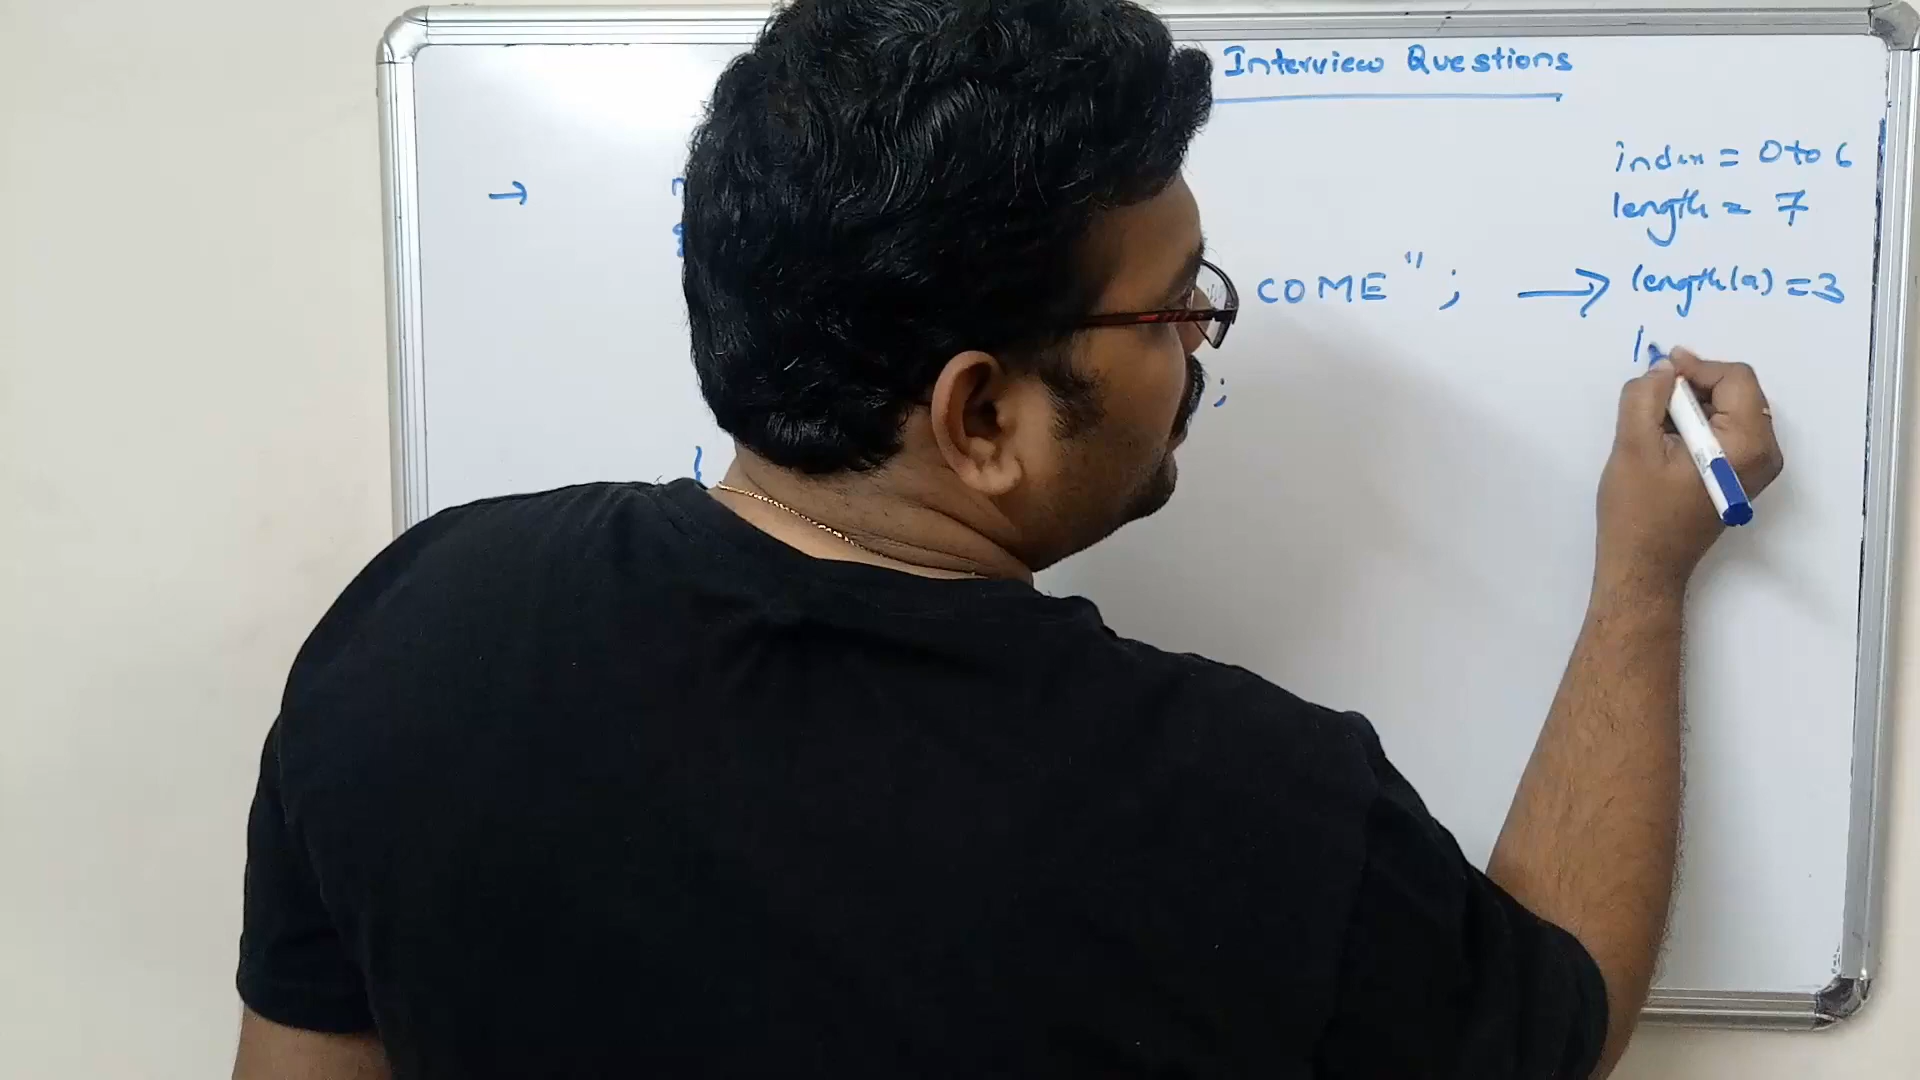 Interview Questions
index = 0 to 6
→
length = 7
COME" ; → length(a) = 3
;